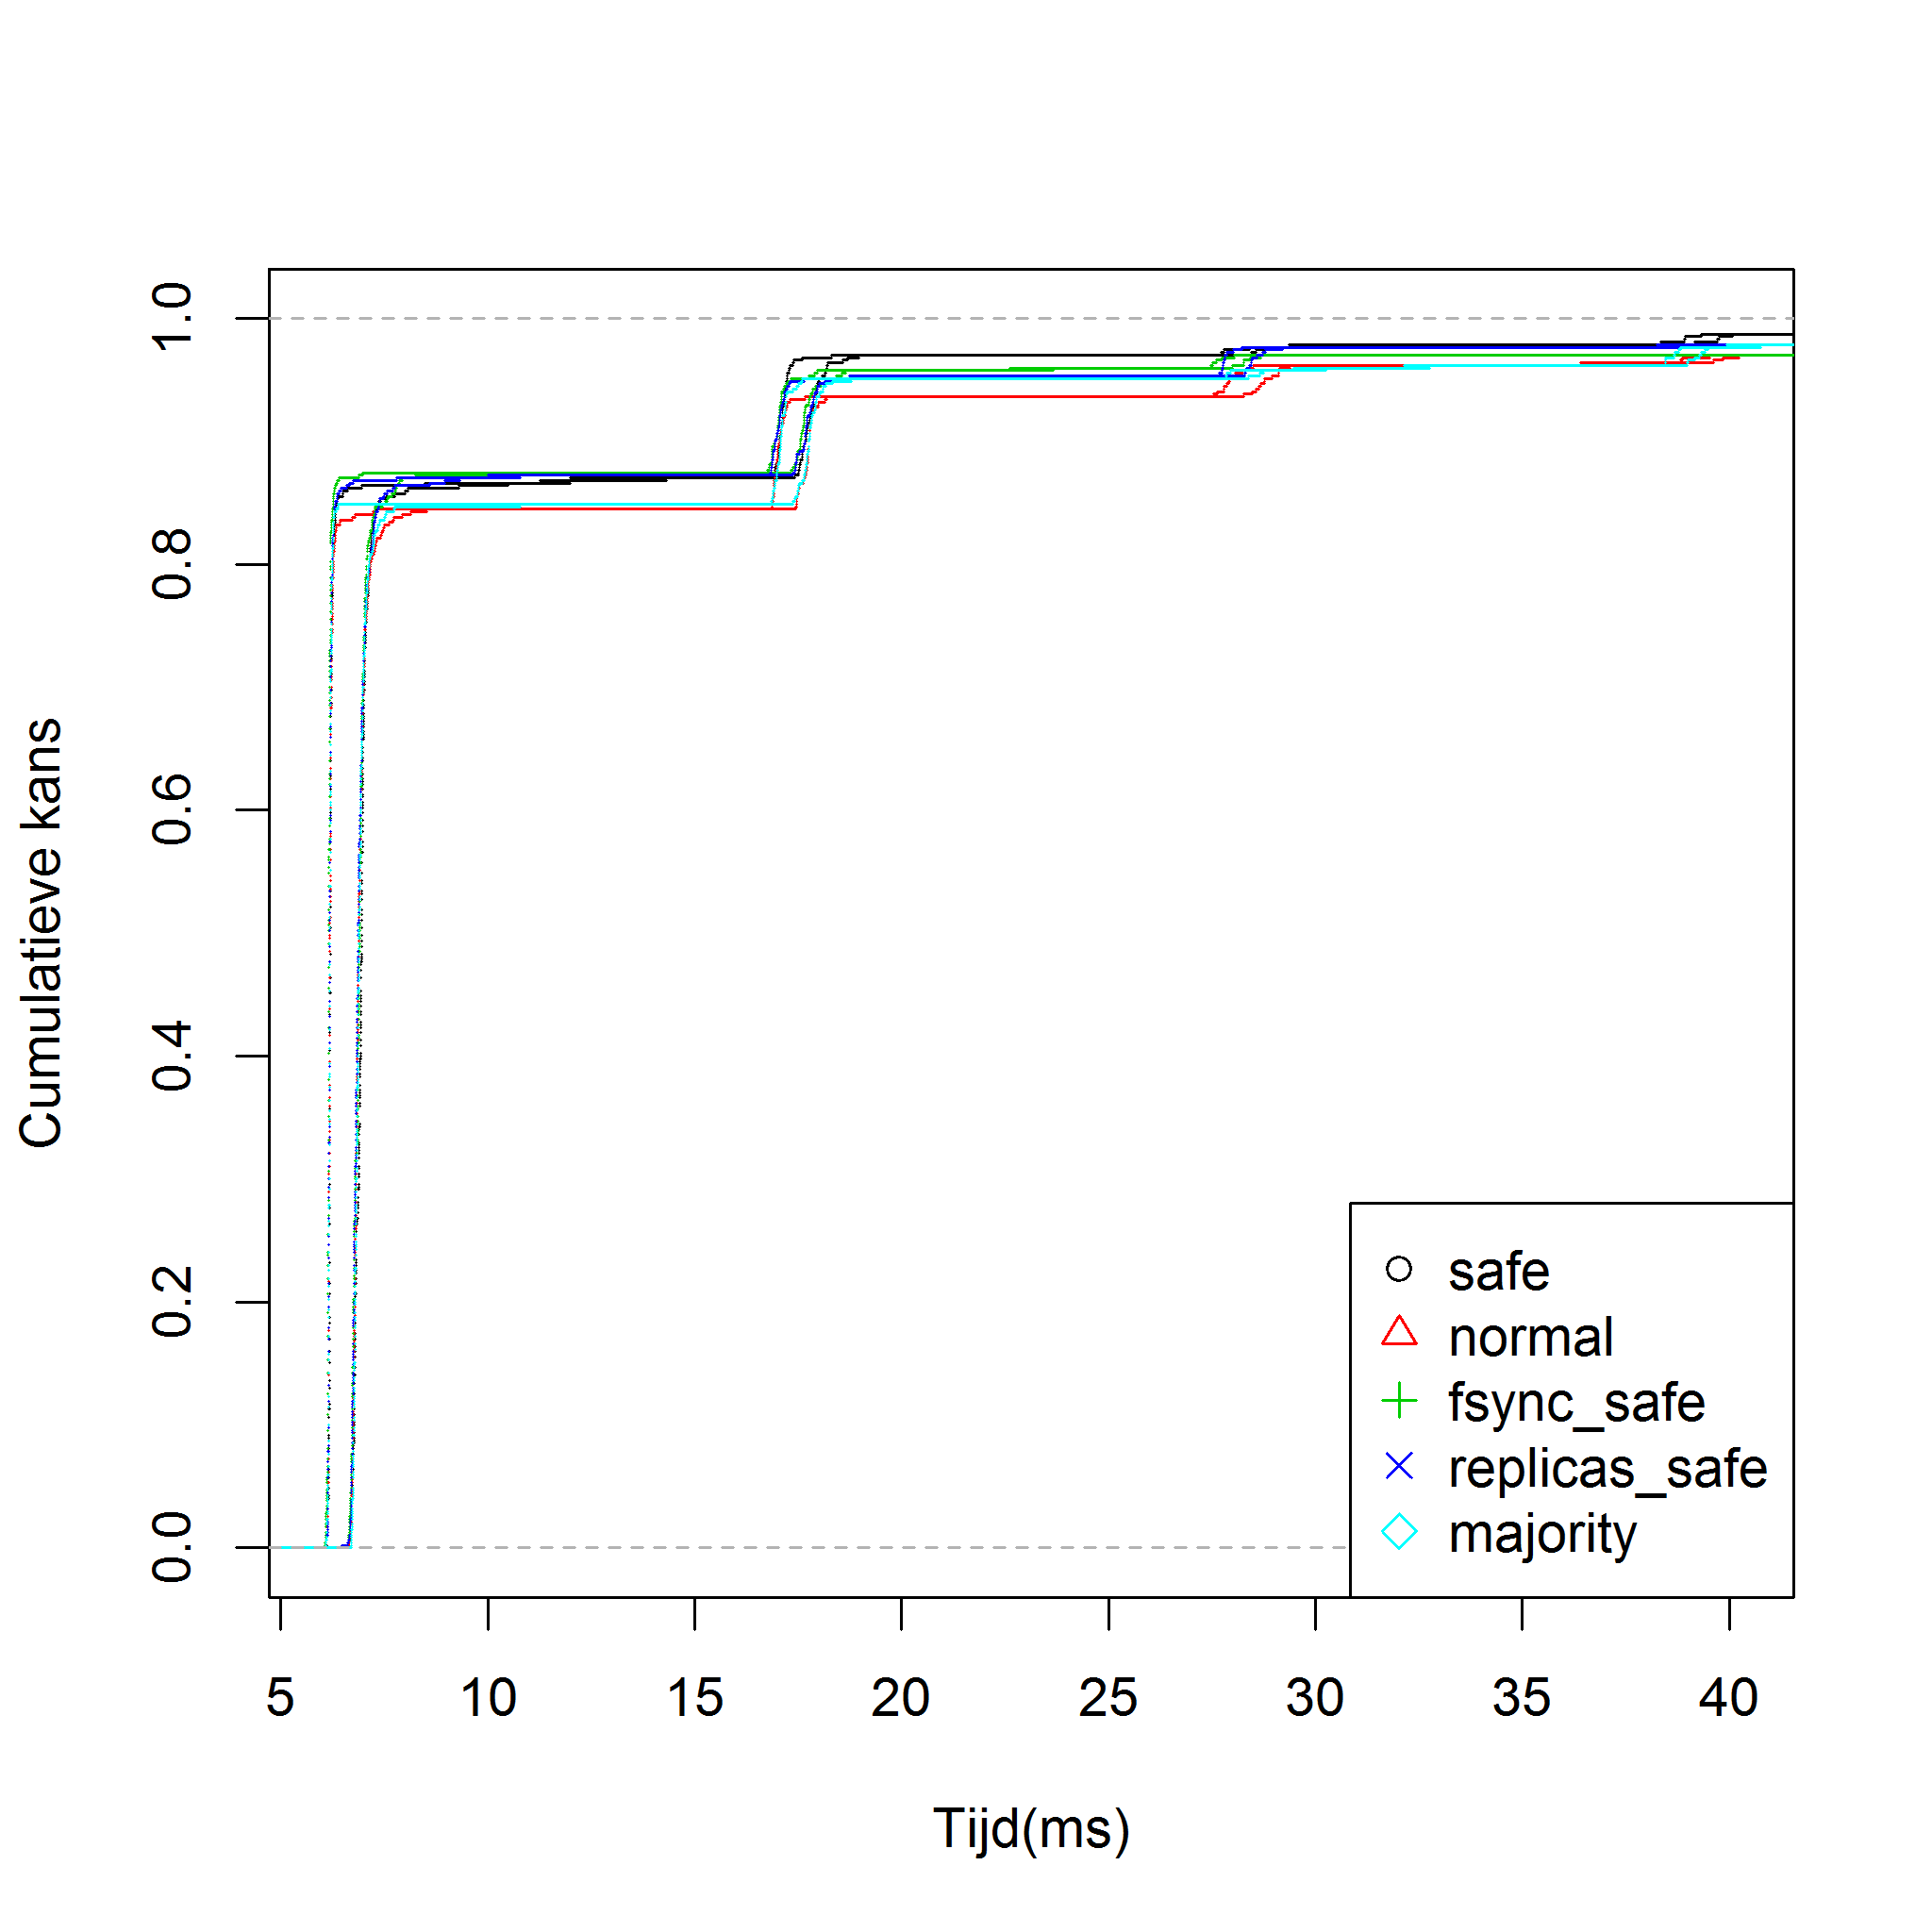 Cumulatieve kans
1.0
0.8
0.6
0.4
0.2
0.0
safe
normal
fsync_safe
replicas_safe
majority
5 10 15 20 25 30 35 40
Tijd(ms)